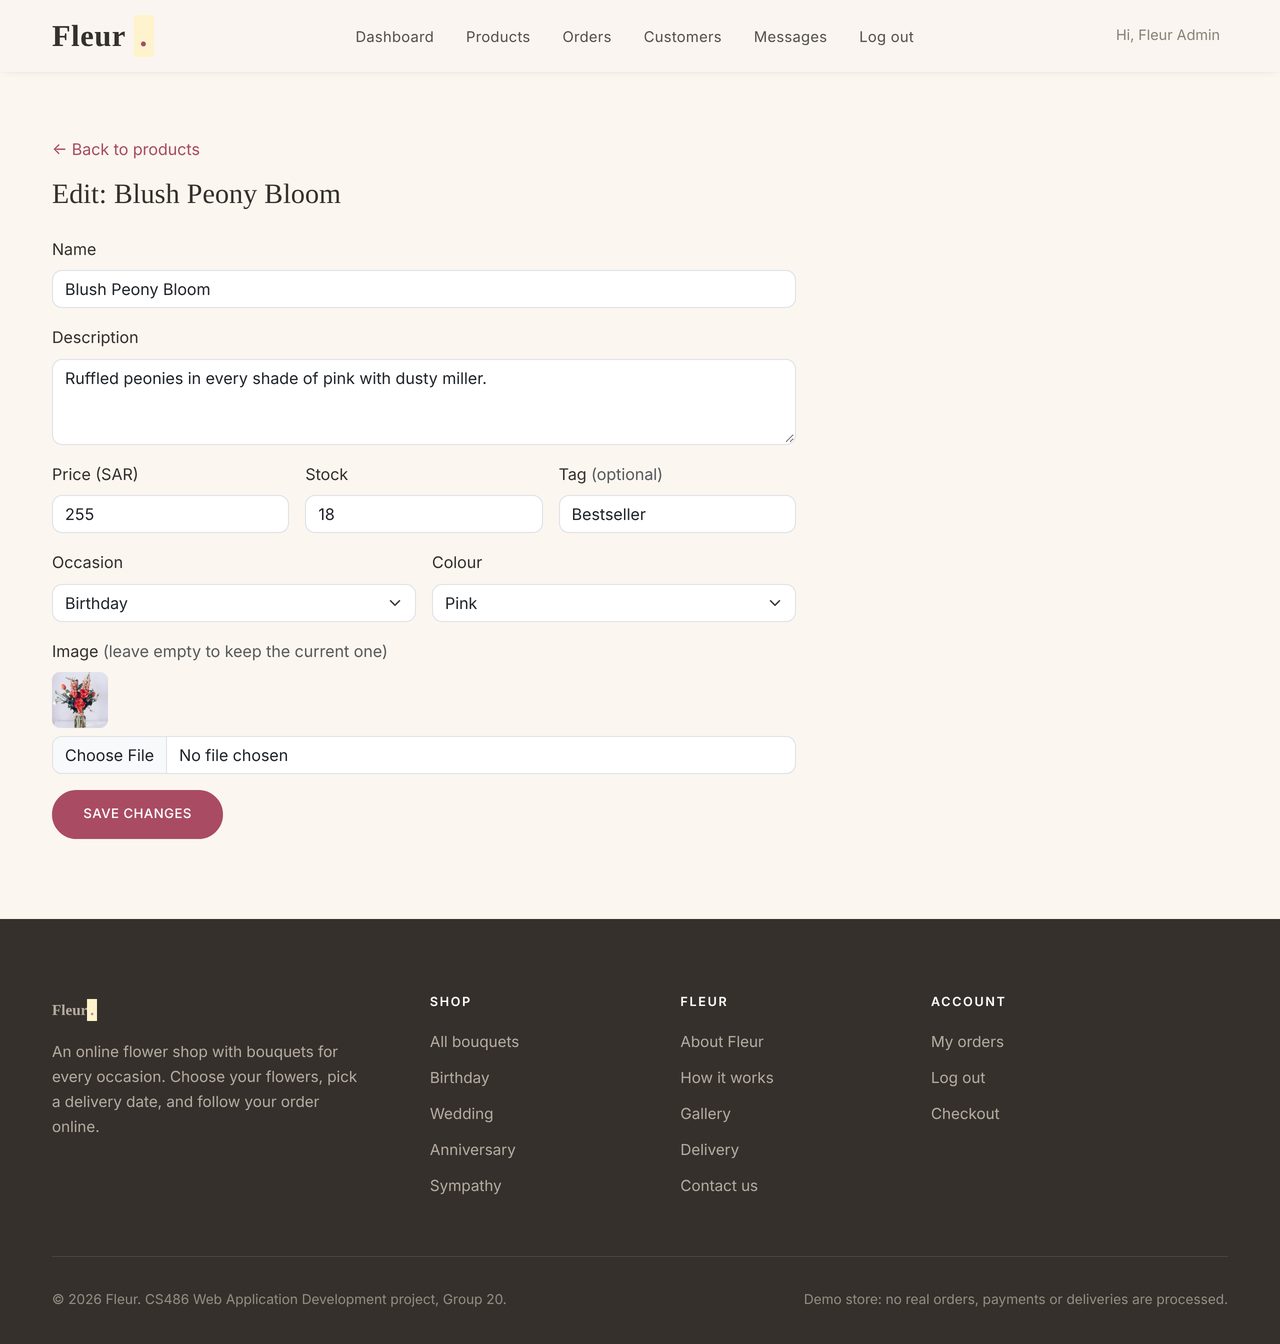 Fleur .
Dashboard Products Orders Customers Messages Log out
Hi, Fleur Admin
← Back to products
Edit: Blush Peony Bloom
Name
Blush Peony Bloom
Description
Ruffled peonies in every shade of pink with dusty miller.
Price (SAR) Stock Tag (optional)
255 18 Bestseller
Occasion Colour
Birthday Pink
Image (leave empty to keep the current one)
Choose File No file chosen
SAVE CHANGES
Fleur.
An online flower shop with bouquets for
every occasion. Choose your flowers, pick
a delivery date, and follow your order
online.
SHOP
All bouquets
Birthday
Wedding
Anniversary
Sympathy
FLEUR
About Fleur
How it works
Gallery
Delivery
Contact us
ACCOUNT
My orders
Log out
Checkout
© 2026 Fleur. CS486 Web Application Development project, Group 20.
Demo store: no real orders, payments or deliveries are processed.